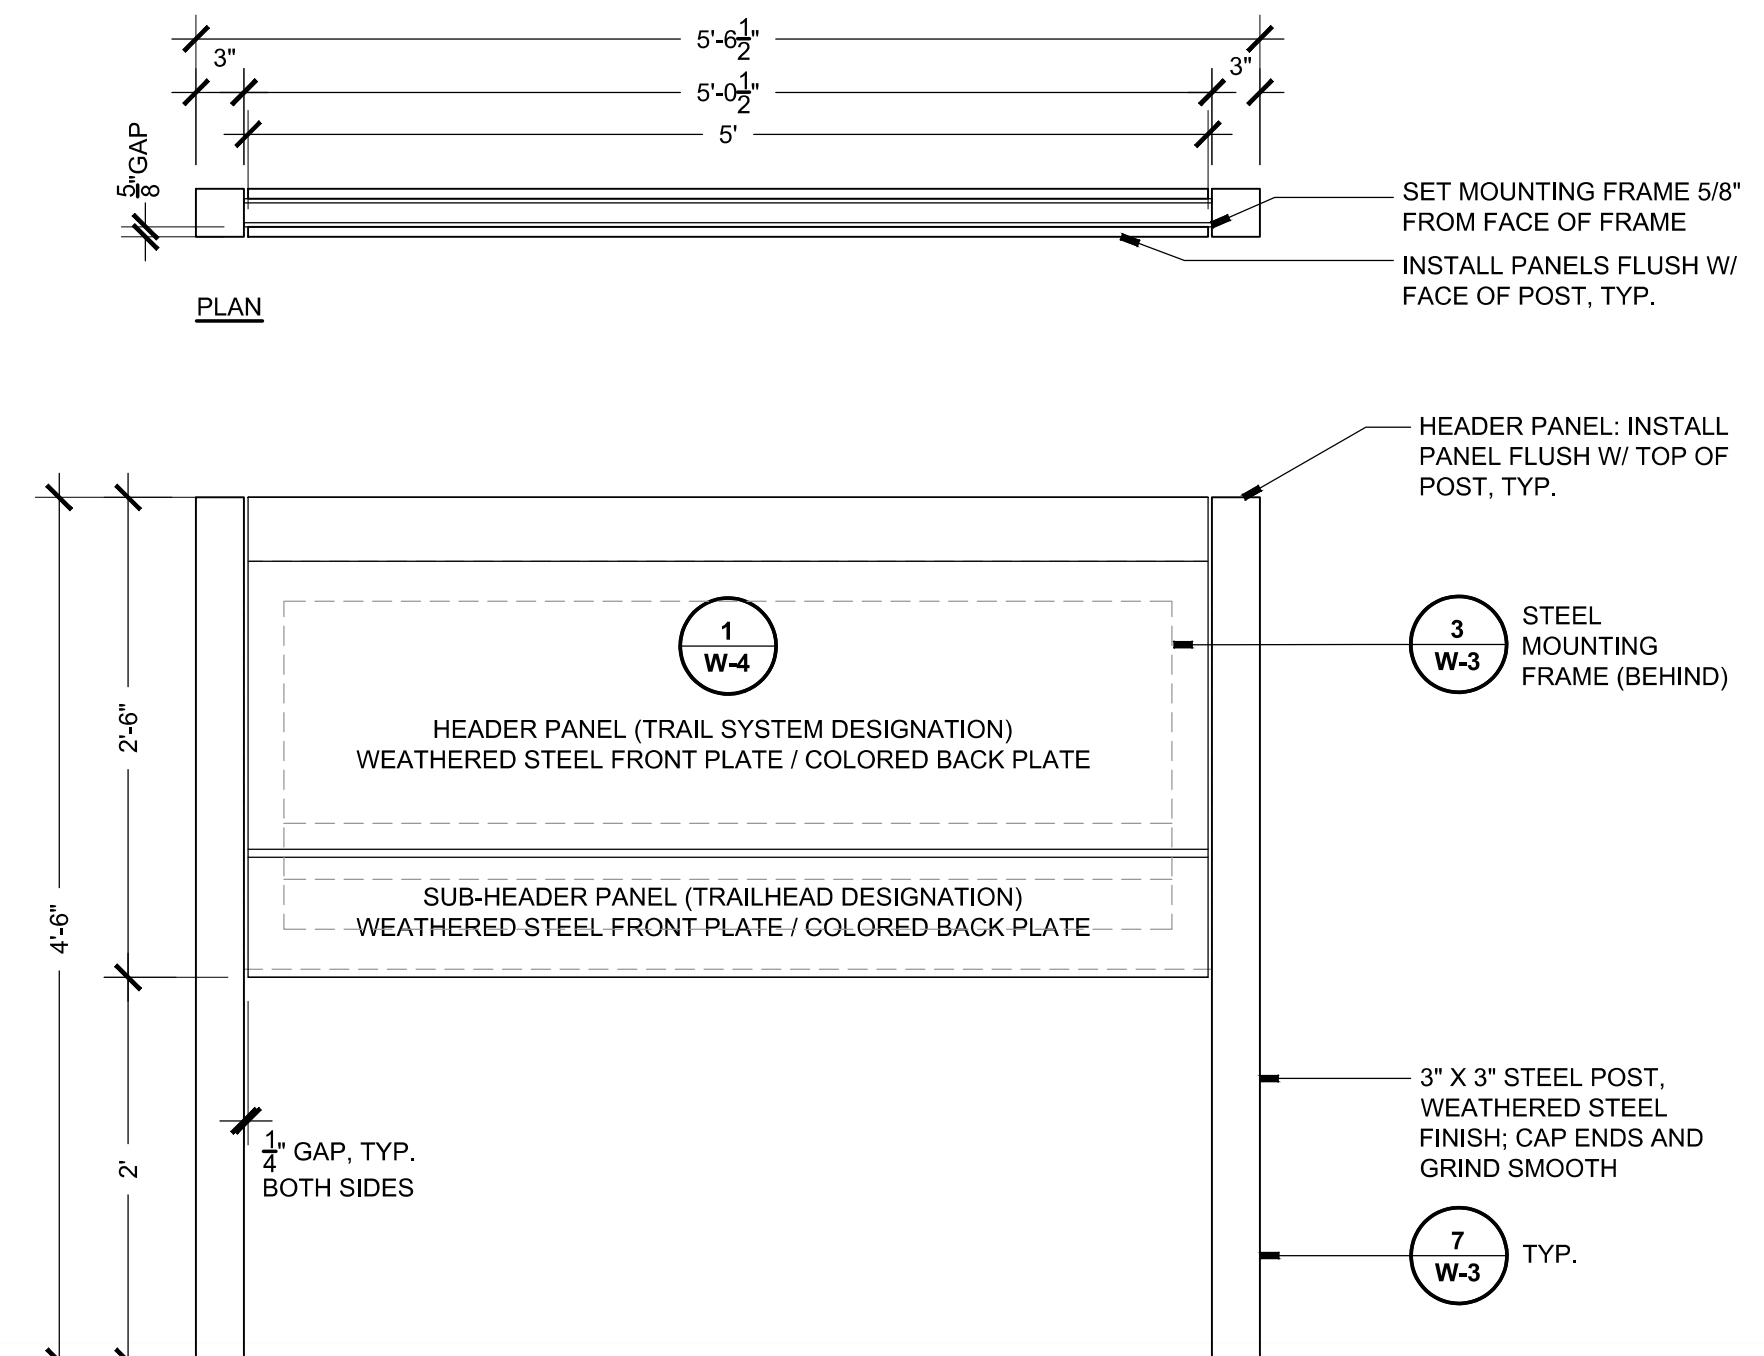 5'-6 1/2"
3"
3"
5'-0 1/2"
5'
5/8" GAP
SET MOUNTING FRAME 5/8"
FROM FACE OF FRAME
INSTALL PANELS FLUSH W/
FACE OF POST, TYP.
PLAN
HEADER PANEL: INSTALL
PANEL FLUSH W/ TOP OF
POST, TYP.
1
W-4
3
W-3
STEEL
MOUNTING
FRAME (BEHIND)
2'-6"
HEADER PANEL (TRAIL SYSTEM DESIGNATION)
WEATHERED STEEL FRONT PLATE / COLORED BACK PLATE
SUB-HEADER PANEL (TRAILHEAD DESIGNATION)
WEATHERED STEEL FRONT PLATE / COLORED BACK PLATE
4'-6"
2'
1/4" GAP, TYP.
BOTH SIDES
3" X 3" STEEL POST,
WEATHERED STEEL
FINISH; CAP ENDS AND
GRIND SMOOTH
7
W-3
TYP.